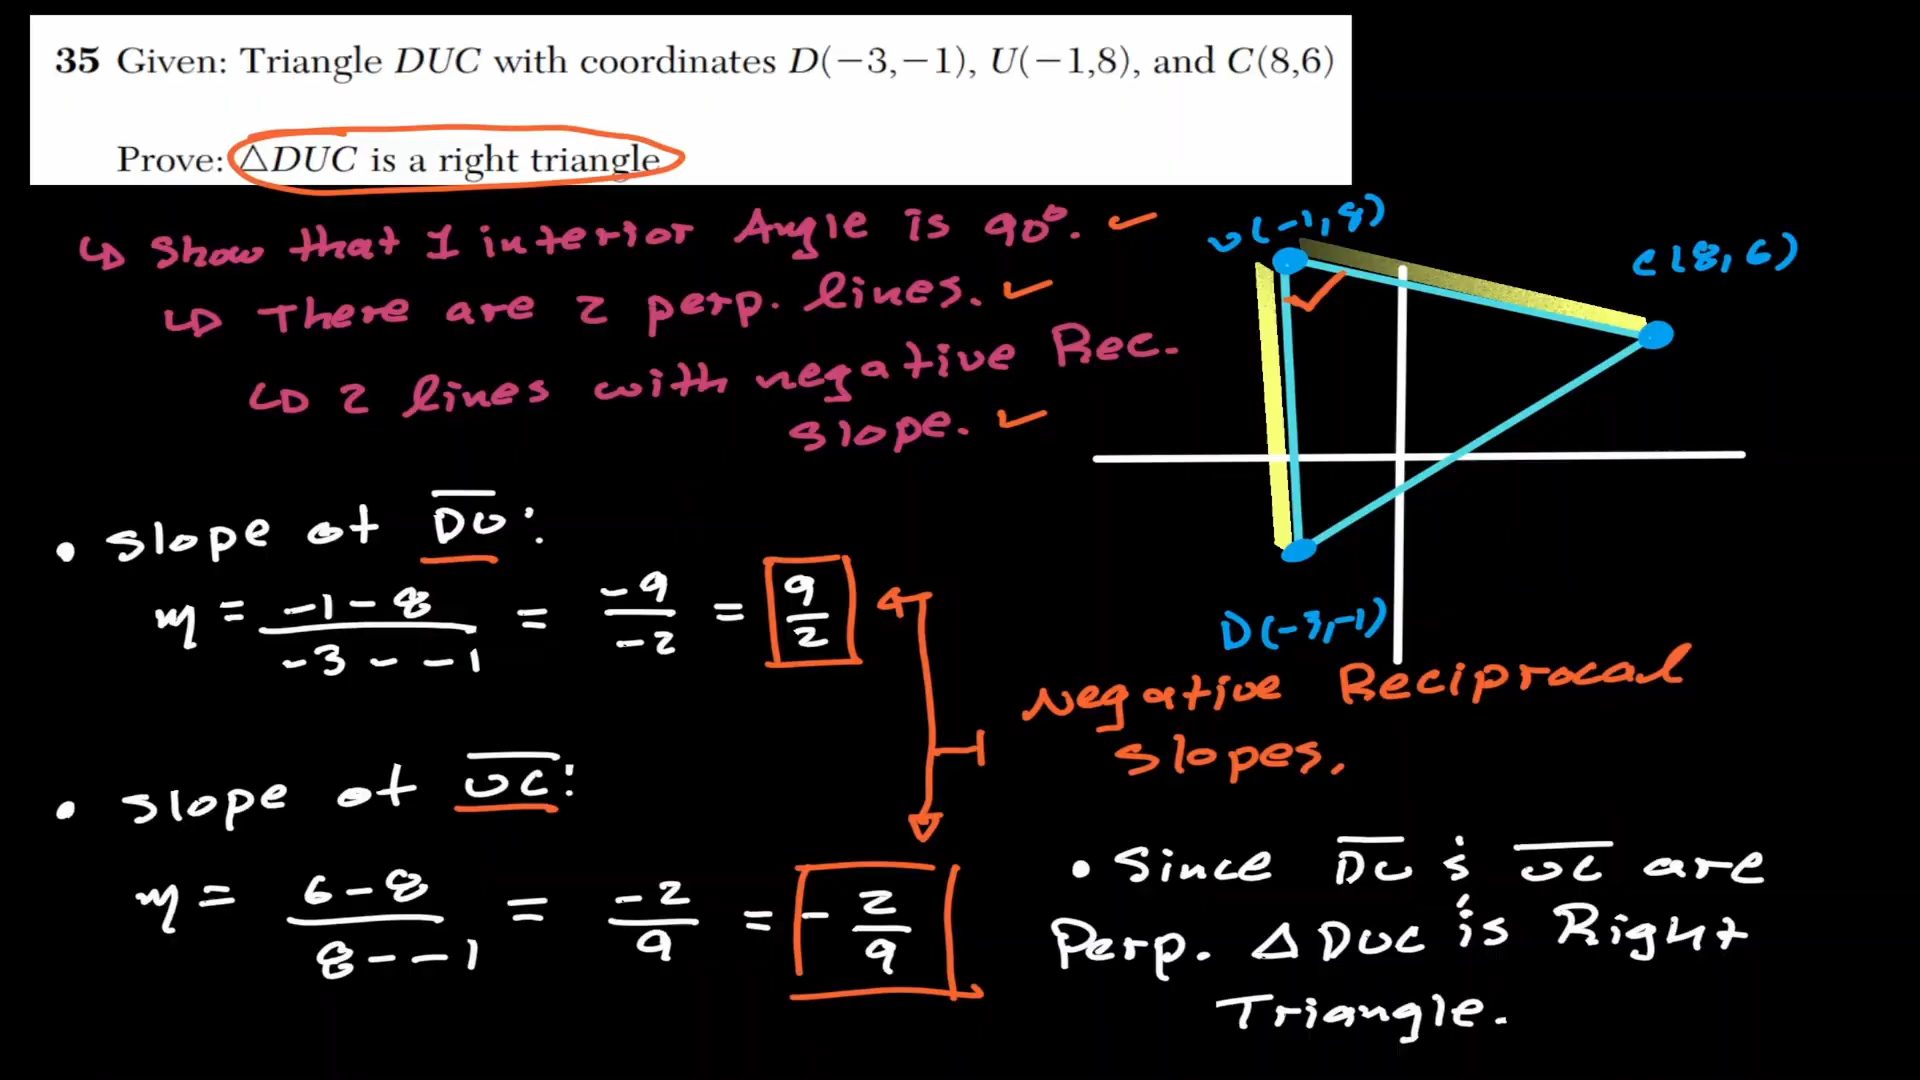 35 Given: Triangle DUC with coordinates D(−3,−1), U(−1,8), and C(8,6)
Prove: △DUC is a right triangle
↳ Show that 1 interior Angle is 90°. ✓
↳ There are 2 perp. lines. ✓
↳ 2 lines with negative Rec.
slope. ✓
U(-1,8)
C(8,6)
D(-3,-1)
• Slope of DU:
m = -1-8 / -3--1 = -9 / -2 = 9/2
Negative Reciprocal
Slopes.
• Slope of UC:
m = 6-8 / 8--1 = -2 / 9 = - 2/9
• Since DU & UC are
Perp. △DUC is Right
Triangle.